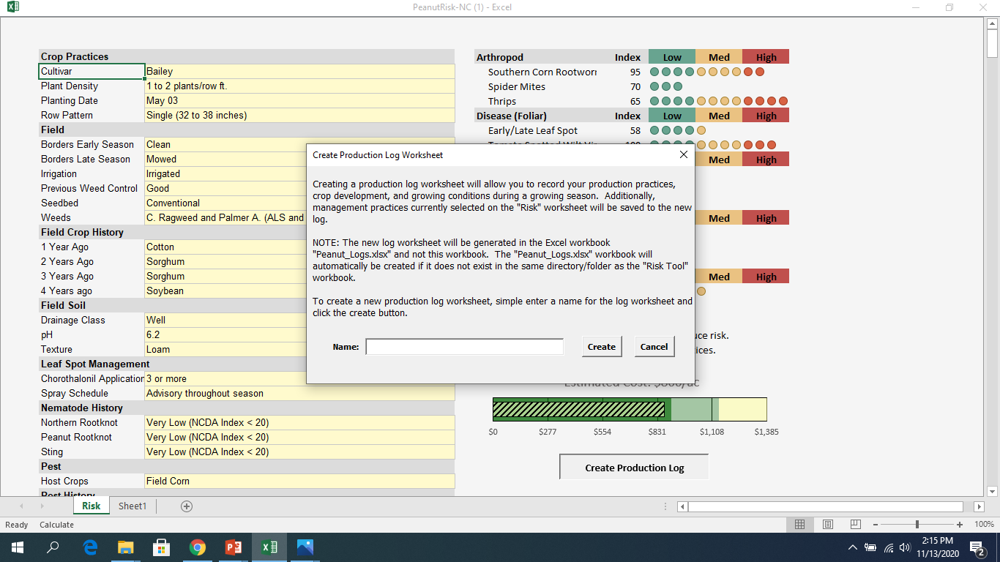 PeanutRisk-NC (1) - Excel
Crop Practices
Cultivar Bailey
Plant Density 1 to 2 plants/row ft.
Planting Date May 03
Row Pattern Single (32 to 38 inches)
Field
Borders Early Season Clean
Borders Late Season Mowed
Irrigation Irrigated
Previous Weed Control Good
Seedbed Conventional
Weeds C. Ragweed and Palmer A. (ALS and
Field Crop History
1 Year Ago Cotton
2 Years Ago Sorghum
3 Years Ago Sorghum
4 Years ago Soybean
Field Soil
Drainage Class Well
pH 6.2
Texture Loam
Leaf Spot Management
Chorothalonil Application 3 or more
Spray Schedule Advisory throughout season
Nematode History
Northern Rootknot Very Low (NCDA Index < 20)
Peanut Rootknot Very Low (NCDA Index < 20)
Sting Very Low (NCDA Index < 20)
Pest
Host Crops Field Corn
Arthropod Index Low Med High
Southern Corn Rootworm 95
Spider Mites 70
Thrips 65
Disease (Foliar) Index Low Med High
Early/Late Leaf Spot 58
Med High
Med High
Med High
Create Production Log Worksheet
Creating a production log worksheet will allow you to record your production practices,
crop development, and growing conditions during a growing season. Additionally,
management practices currently selected on the "Risk" worksheet will be saved to the new
log.
NOTE: The new log worksheet will be generated in the Excel workbook
"Peanut_Logs.xlsx" and not this workbook. The "Peanut_Logs.xlsx" workbook will
automatically be created if it does not exist in the same directory/folder as the "Risk Tool"
workbook.
To create a new production log worksheet, simple enter a name for the log worksheet and
click the create button.
Name: Create Cancel
uce risk.
ices.
$0 $277 $554 $831 $1,108 $1,385
Create Production Log
Risk Sheet1
Ready Calculate 100%
2:15 PM
11/13/2020
2